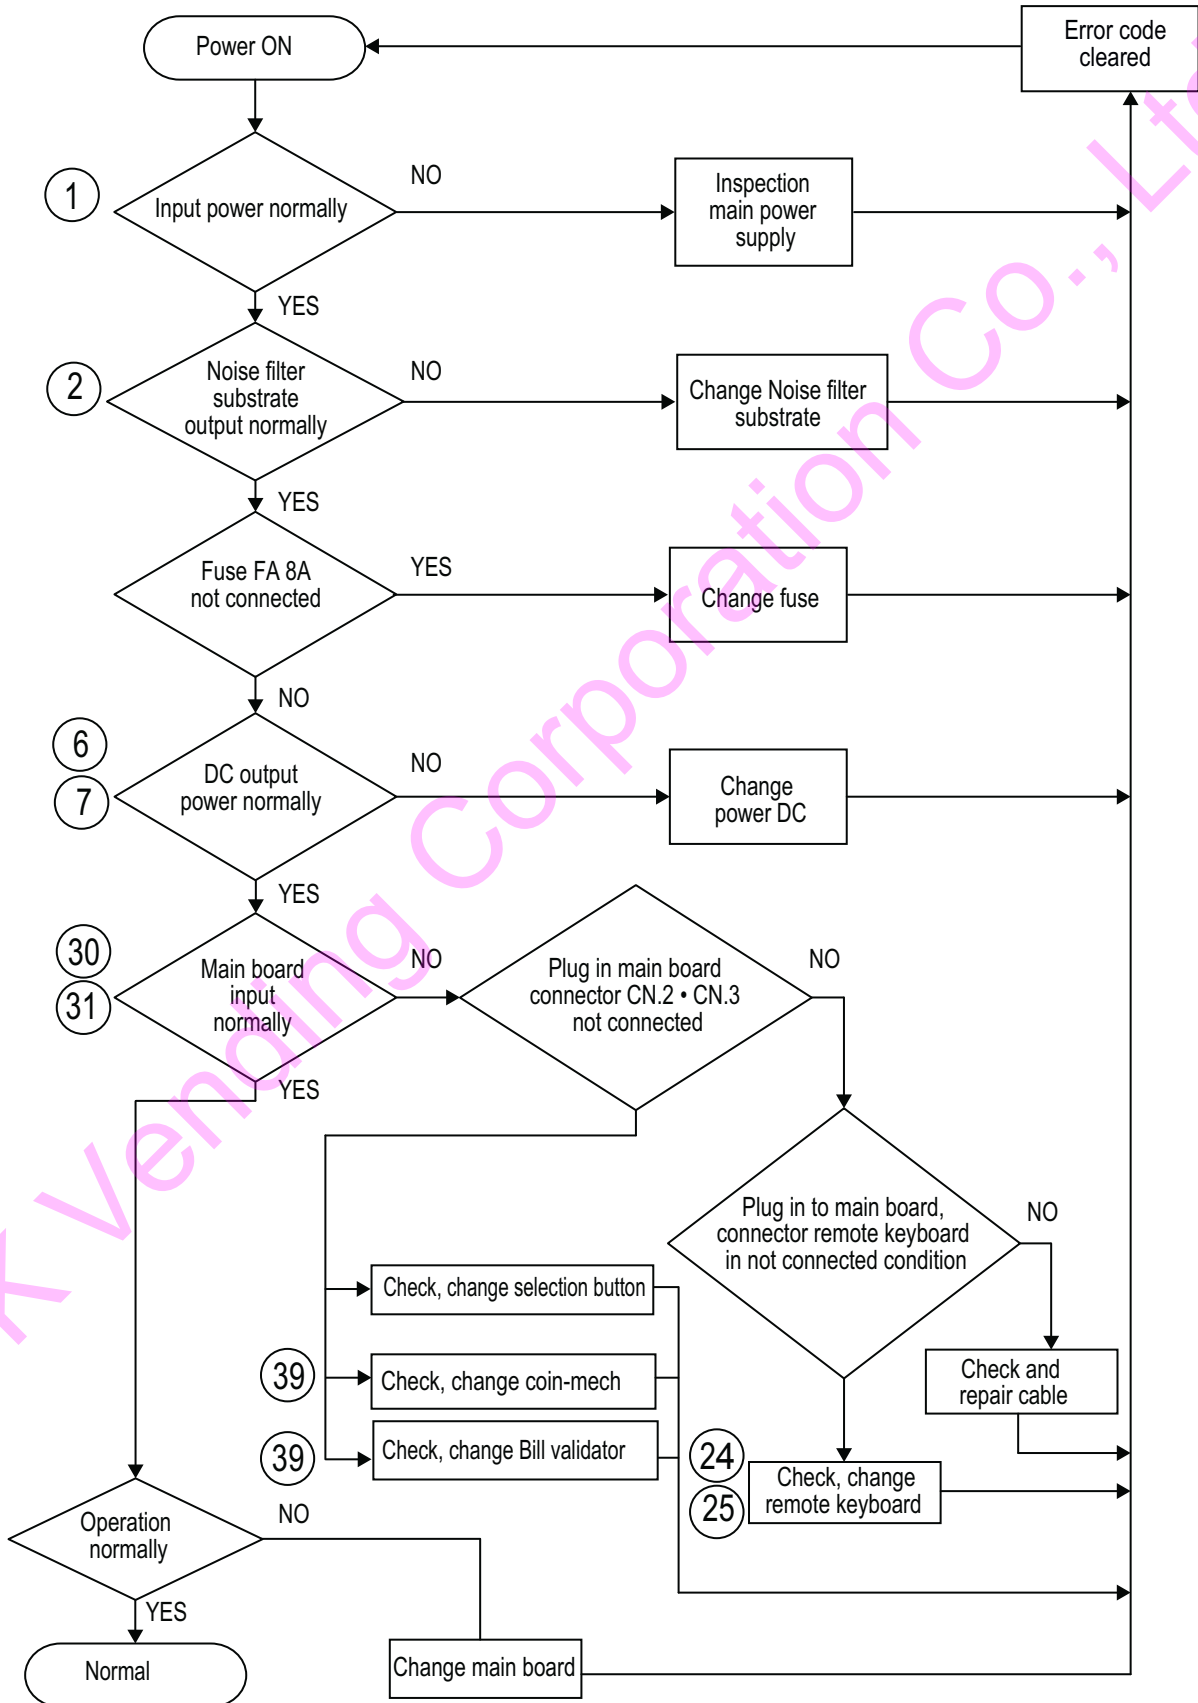 Power ON
Error code
cleared
1
Input power normally
NO
Inspection
main power
supply
YES
2
Noise filter
substrate
output normally
NO
Change Noise filter
substrate
YES
Fuse FA 8A
not connected
YES
Change fuse
NO
6
7
DC output
power normally
NO
Change
power DC
YES
30
31
Main board
input
normally
NO
Plug in main board
connector CN.2 • CN.3
not connected
NO
YES
Plug in to main board,
connector remote keyboard
in not connected condition
NO
Check, change selection button
39
Check, change coin-mech
39
Check, change Bill validator
Check and
repair cable
24
25
Check, change
remote keyboard
Operation
normally
NO
YES
Normal
Change main board
X Vending Corporation Co., Ltd